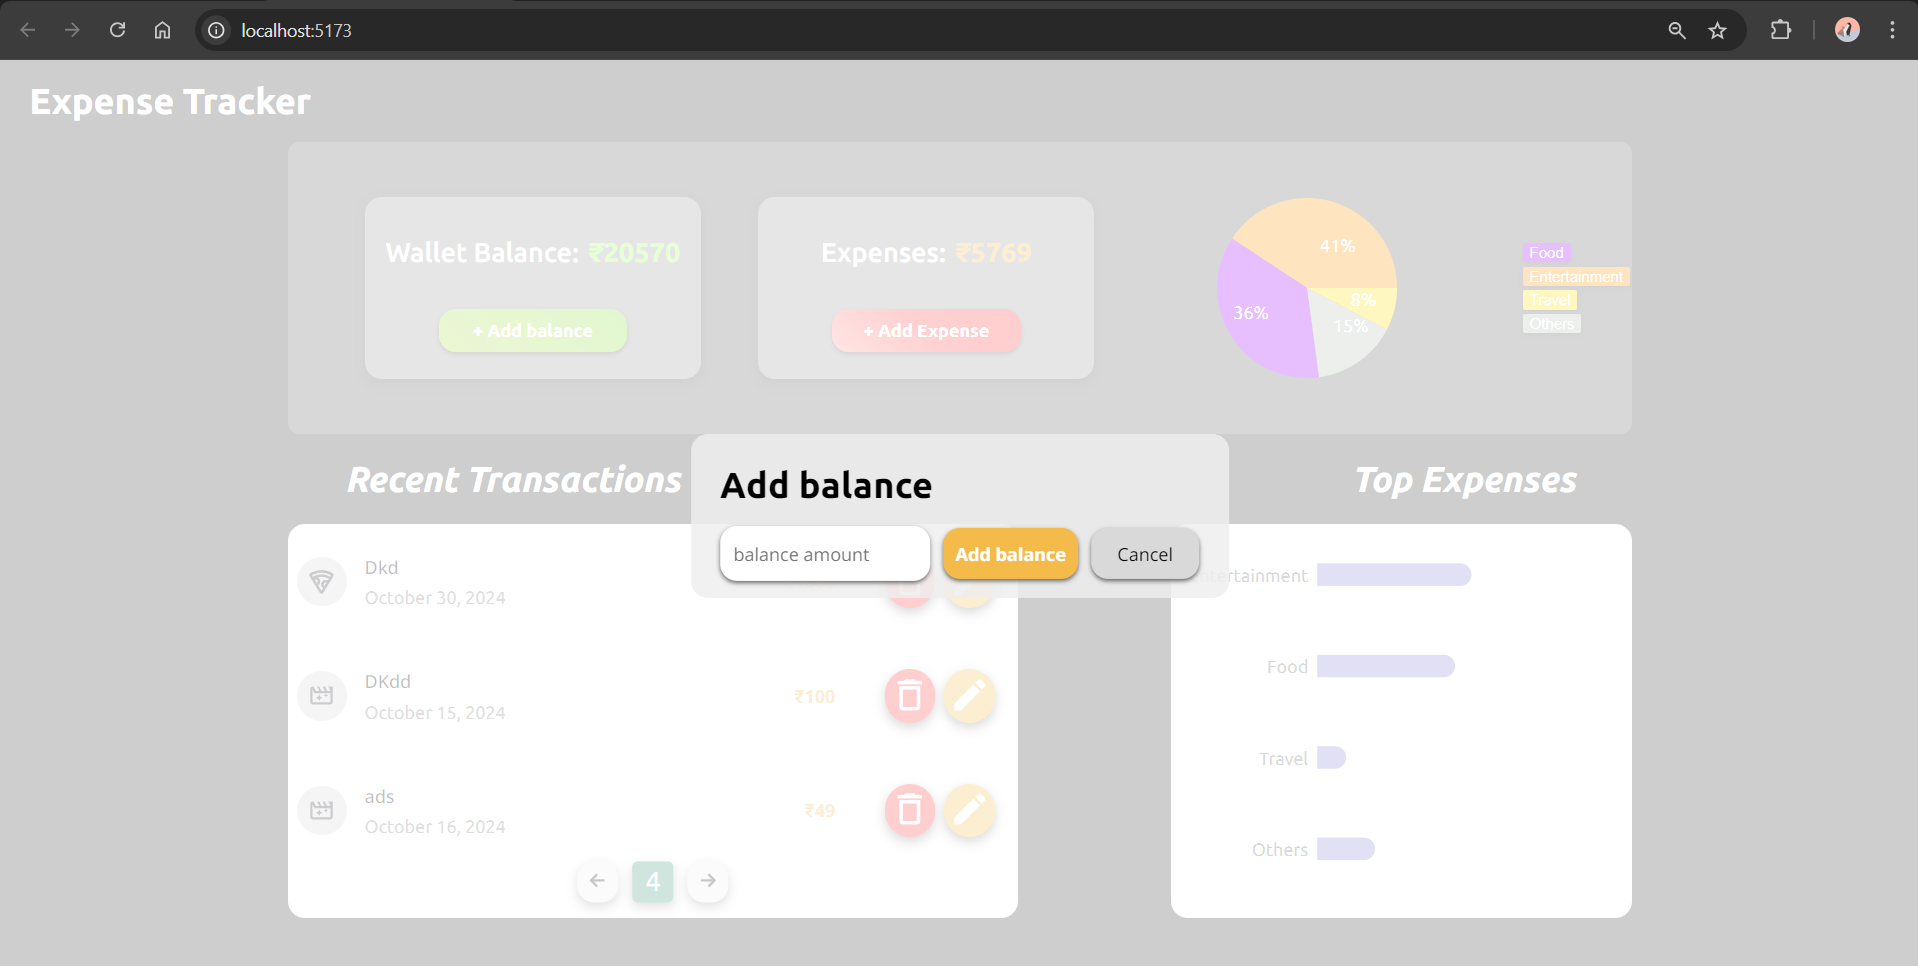 localhost:5173
Expense Tracker
Wallet Balance: ₹20570
+ Add balance
Expenses: ₹5769
+ Add Expense
41%
36%
8%
15%
Food
Entertainment
Travel
Others
Recent Transactions
Top Expenses
Add balance
balance amount
Add balance
Cancel
Dkd
October 30, 2024
DKdd
October 15, 2024
₹100
ads
October 16, 2024
₹49
4
ntertainment
Food
Travel
Others